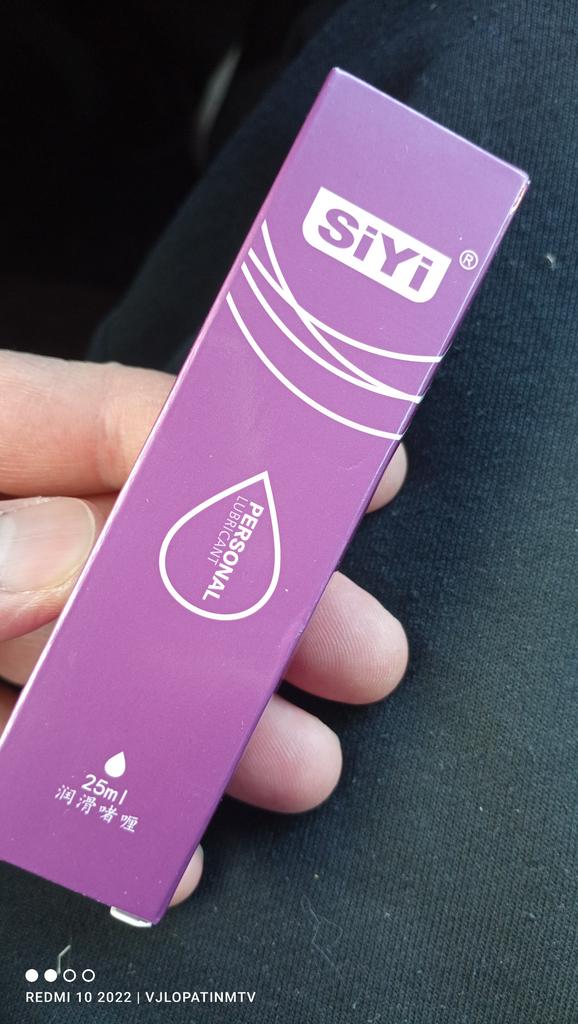 SiYi
®
PERSONAL
LUBRICANT
25ml
润滑啫喱
REDMI 10 2022 | VJLOPATINMTV